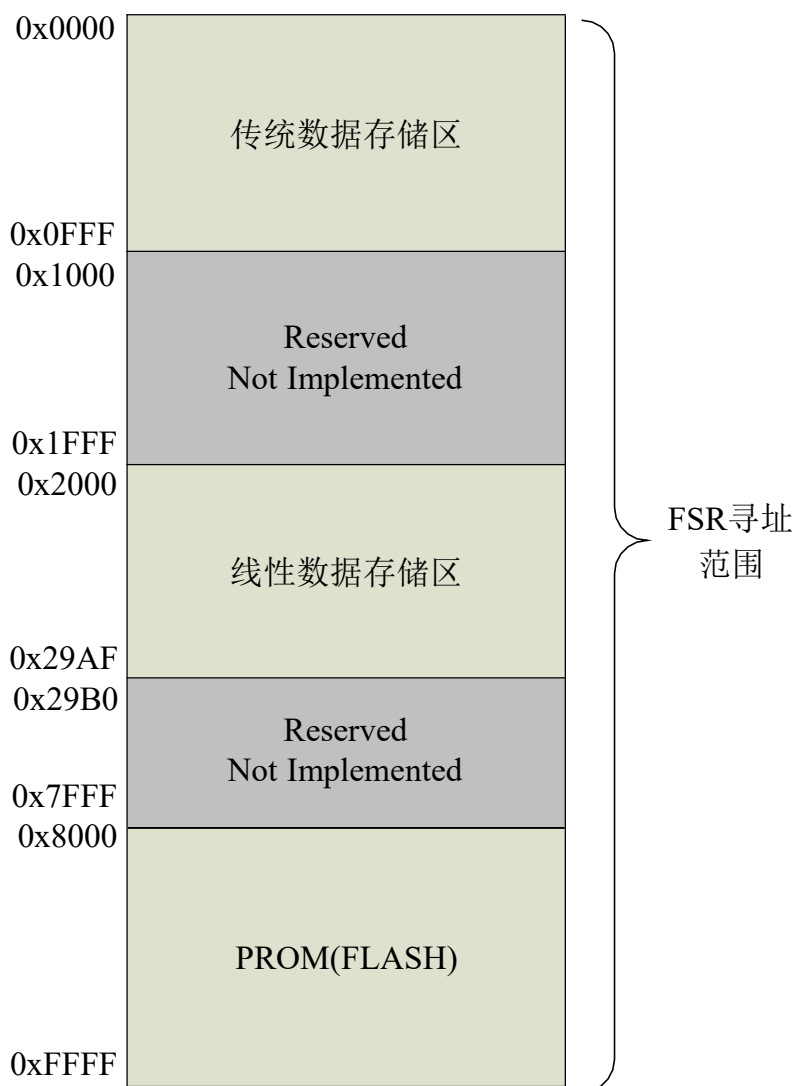 0x0000
传统数据存储区
0x0FFF
0x1000
Reserved
Not Implemented
0x1FFF
0x2000
线性数据存储区
FSR寻址
范围
0x29AF
0x29B0
Reserved
Not Implemented
0x7FFF
0x8000
PROM(FLASH)
0xFFFF